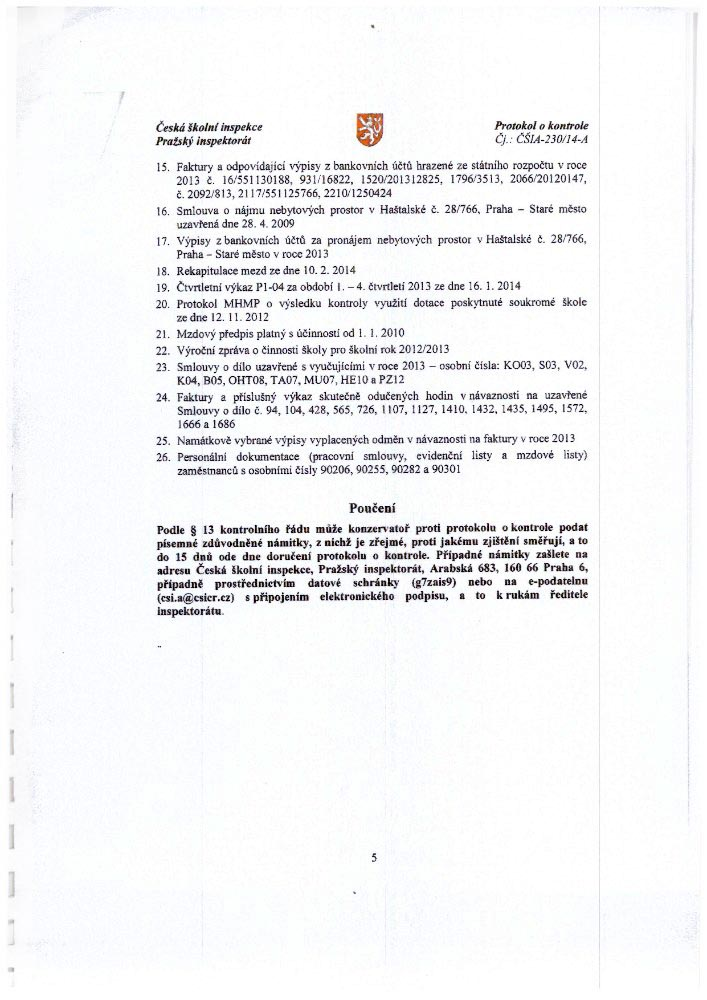 Česká školní inspekce
Pražský inspektorát
Protokol o kontrole
Čj.: ČŠIA-230/14-A
15. Faktury a odpovídající výpisy z bankovních účtů hrazené ze státního rozpočtu v roce
2013 č. 16/551130188, 931/16822, 1520/201312825, 1796/3513, 2066/20120147,
č. 2092/813, 2117/551125766, 2210/1250424
16. Smlouva o nájmu nebytových prostor v Haštalské č. 28/766, Praha – Staré město
uzavřená dne 28. 4. 2009
17. Výpisy z bankovních účtů za pronájem nebytových prostor v Haštalské č. 28/766,
Praha – Staré město v roce 2013
18. Rekapitulace mezd ze dne 10. 2. 2014
19. Čtvrtletní výkaz P1-04 za období 1. – 4. čtvrtletí 2013 ze dne 16. 1. 2014
20. Protokol MHMP o výsledku kontroly využití dotace poskytnuté soukromé škole
ze dne 12. 11. 2012
21. Mzdový předpis platný s účinností od 1. 1. 2010
22. Výroční zpráva o činnosti školy pro školní rok 2012/2013
23. Smlouvy o dílo uzavřené s vyučujícími v roce 2013 – osobní čísla: KO03, S03, V02,
K04, B05, OHT08, TA07, MU07, HE10 a PZ12
24. Faktury a příslušný výkaz skutečně odučených hodin v návaznosti na uzavřené
Smlouvy o dílo č. 94, 104, 428, 565, 726, 1107, 1127, 1410, 1432, 1435, 1495, 1572,
1666 a 1686
25. Namátkově vybrané výpisy vyplacených odměn v návaznosti na faktury v roce 2013
26. Personální dokumentace (pracovní smlouvy, evidenční listy a mzdové listy)
zaměstnanců s osobními čísly 90206, 90255, 90282 a 90301
Poučení
Podle § 13 kontrolního řádu může konzervatoř proti protokolu o kontrole podat
písemné zdůvodněné námitky, z nichž je zřejmé, proti jakému zjištění směřují, a to
do 15 dnů ode dne doručení protokolu o kontrole. Případné námitky zašlete na
adresu Česká školní inspekce, Pražský inspektorát, Arabská 683, 160 66 Praha 6,
případně prostřednictvím datové schránky (g7zais9) nebo na e-podatelnu
(csi.a@csicr.cz) s připojením elektronického podpisu, a to k rukám ředitele
inspektorátu.
5